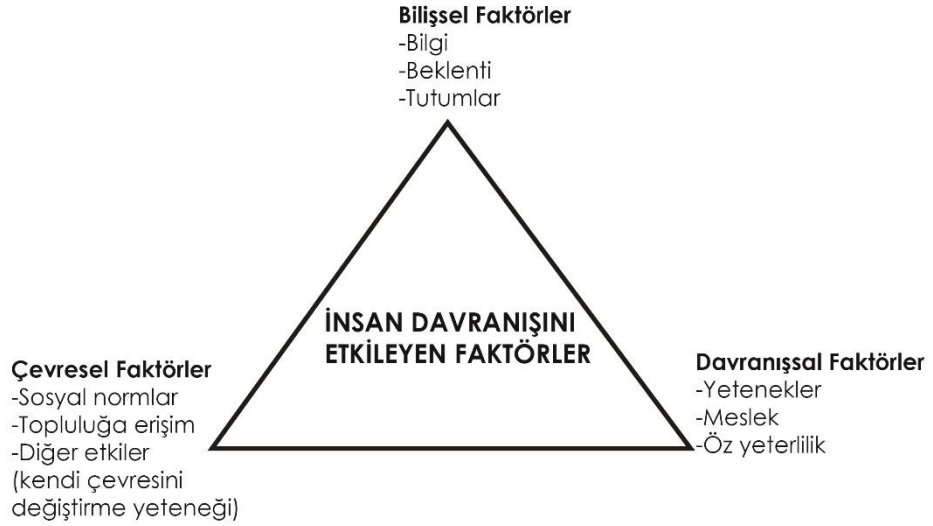 Bilişsel Faktörler
-Bilgi
-Beklenti
-Tutumlar
İNSAN DAVRANIŞINI
ETKİLEYEN FAKTÖRLER
Çevresel Faktörler
-Sosyal normlar
-Topluluğa erişim
-Diğer etkiler
(kendi çevresini
değiştirme yeteneği)
Davranışsal Faktörler
-Yetenekler
-Meslek
-Öz yeterlilik